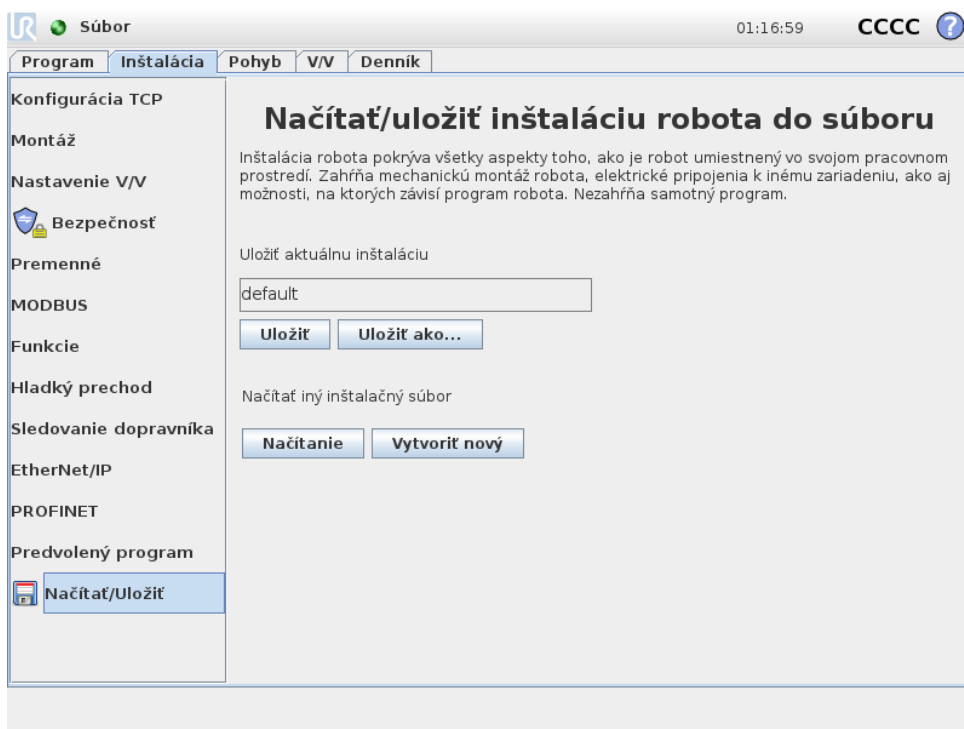 UR Súbor 01:16:59 CCCC ?
Program Inštalácia Pohyb V/V Denník
Konfigurácia TCP
Montáž
Nastavenie V/V
Bezpečnosť
Premenné
MODBUS
Funkcie
Hladký prechod
Sledovanie dopravníka
EtherNet/IP
PROFINET
Predvolený program
Načítať/Uložiť
Načítať/uložiť inštaláciu robota do súboru
Inštalácia robota pokrýva všetky aspekty toho, ako je robot umiestnený vo svojom pracovnom
prostredí. Zahŕňa mechanickú montáž robota, elektrické pripojenia k inému zariadeniu, ako aj
možnosti, na ktorých závisí program robota. Nezahŕňa samotný program.
Uložiť aktuálnu inštaláciu
default
Uložiť Uložiť ako...
Načítať iný inštalačný súbor
Načítanie Vytvoriť nový